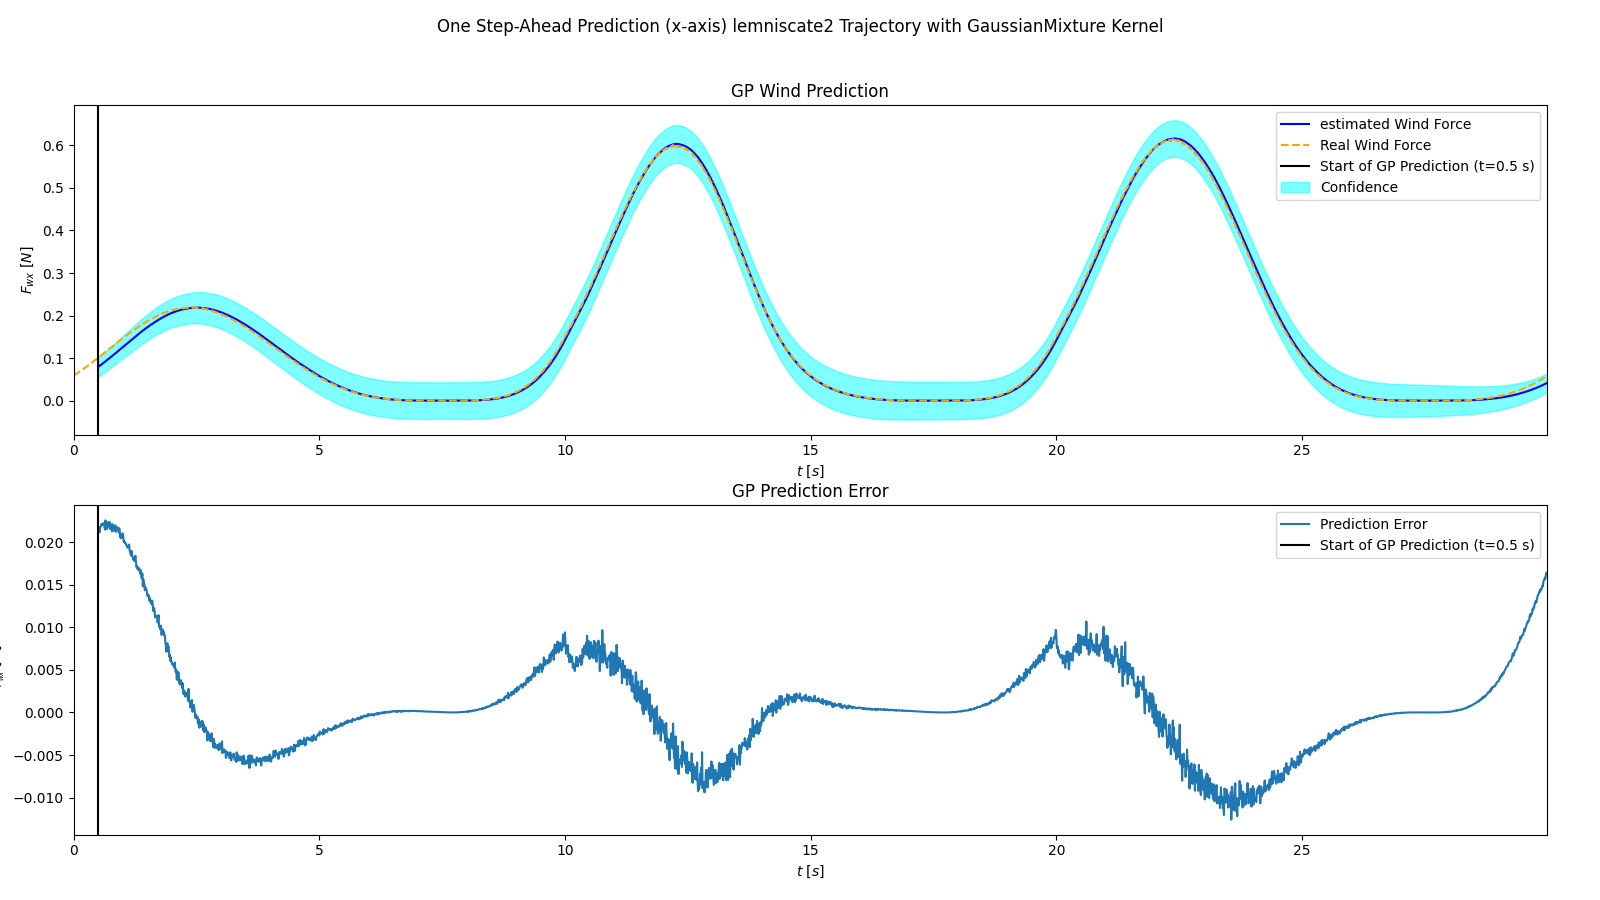 One Step-Ahead Prediction (x-axis) lemniscate2 Trajectory with GaussianMixture Kernel
GP Wind Prediction
estimated Wind Force
Real Wind Force
Start of GP Prediction (t=0.5 s)
Confidence
0.6
0.5
0.4
0.3
0.2
0.1
0.0
F_wx [N]
0 5 10 15 20 25
t [s]
GP Prediction Error
Prediction Error
Start of GP Prediction (t=0.5 s)
0.020
0.015
0.010
0.005
0.000
−0.005
−0.010
0 5 10 15 20 25
t [s]